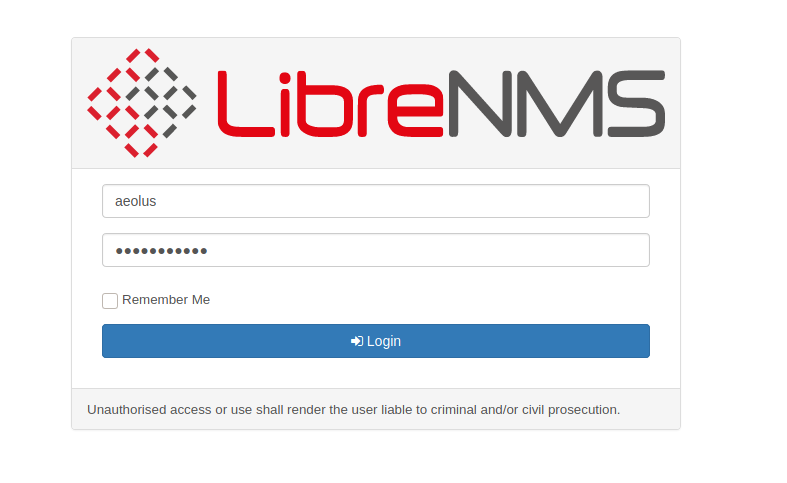 LibreNMS
aeolus
●●●●●●●●●●●
Remember Me
Login
Unauthorised access or use shall render the user liable to criminal and/or civil prosecution.